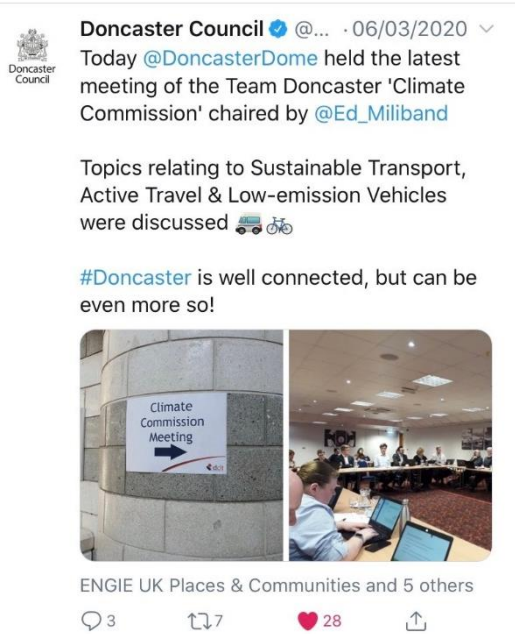 Doncaster Council @... · 06/03/2020
Doncaster
Council
Today @DoncasterDome held the latest
meeting of the Team Doncaster 'Climate
Commission' chaired by @Ed_Miliband
Topics relating to Sustainable Transport,
Active Travel & Low-emission Vehicles
were discussed
#Doncaster is well connected, but can be
even more so!
Climate
Commission
Meeting
ENGIE UK Places & Communities and 5 others
3 7 28